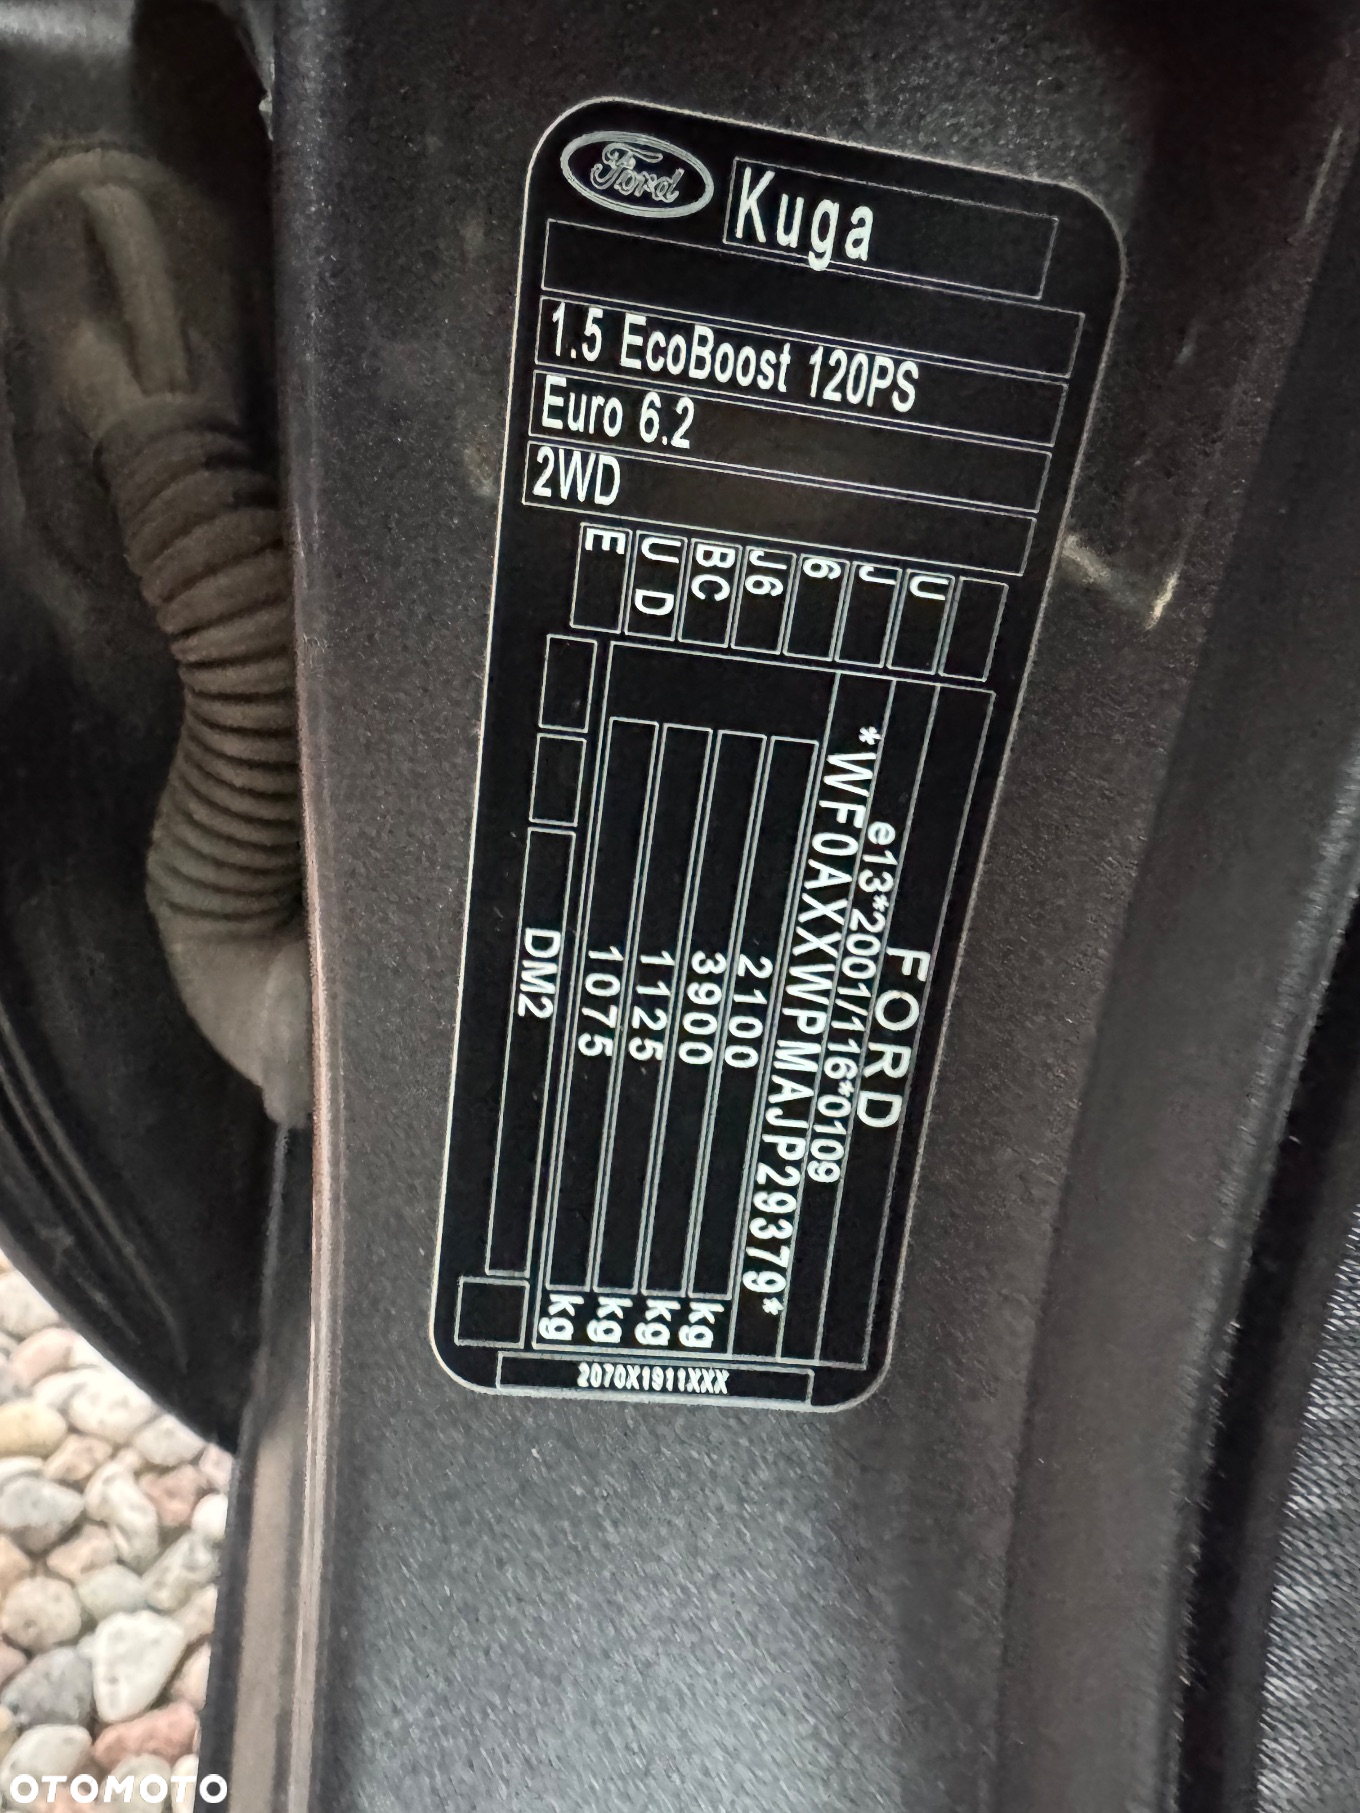 Ford
Kuga
1.5 EcoBoost 120PS
Euro 6.2
2WD
U
J
6
J6
BC
U D
E
FORD
e13*2001/116*0109
*WF0AXXWPMAJP29379*
2100 kg
3900 kg
1125 kg
1075 kg
DM2
2070X1911XXX
OTOMOTO